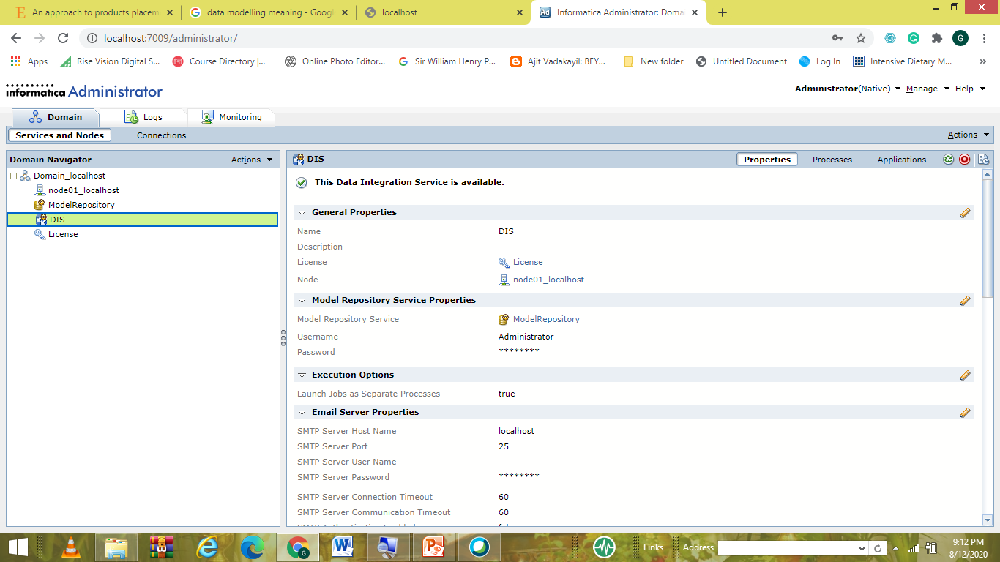 An approach to products placem
data modelling meaning - Goog
localhost
Ad Informatica Administrator: Doma
localhost:7009/administrator/
G
Apps
Rise Vision Digital S...
Course Directory |...
Online Photo Editor...
Sir William Henry P...
Ajit Vadakayil: BEY...
New folder
Untitled Document
Log In
Intensive Dietary M...
»
informatica Administrator
Administrator(Native) Manage Help
Domain Logs Monitoring
Services and Nodes Connections
Actions
Domain Navigator Actions
Domain_localhost
node01_localhost
ModelRepository
DIS
License
DIS Properties Processes Applications
This Data Integration Service is available.
General Properties
Name DIS
Description
License License
Node node01_localhost
Model Repository Service Properties
Model Repository Service ModelRepository
Username Administrator
Password ********
Execution Options
Launch Jobs as Separate Processes true
Email Server Properties
SMTP Server Host Name localhost
SMTP Server Port 25
SMTP Server User Name
SMTP Server Password ********
SMTP Server Connection Timeout 60
SMTP Server Communication Timeout 60
Links Address
9:12 PM
8/12/2020